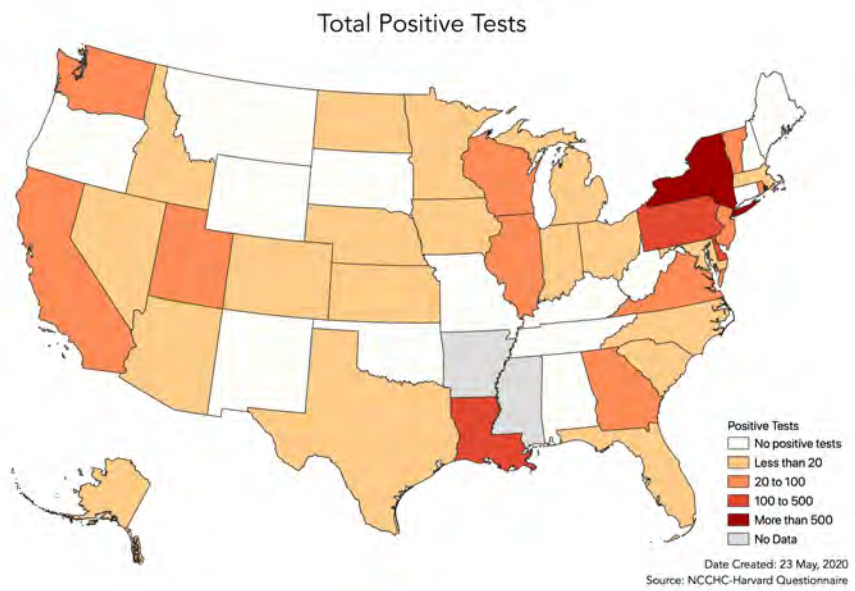 Total Positive Tests
Positive Tests
No positive tests
Less than 20
20 to 100
100 to 500
More than 500
No Data
Date Created: 23 May, 2020
Source: NCCHC-Harvard Questionnaire